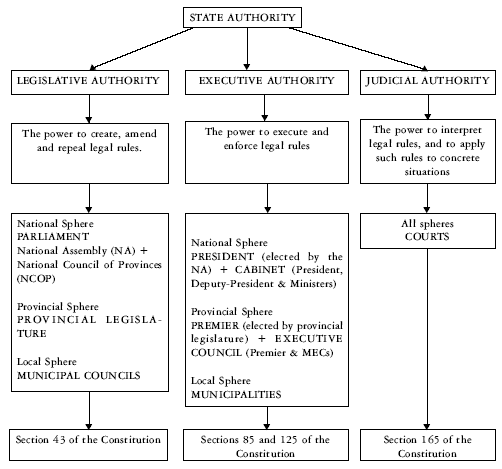 STATE AUTHORITY
LEGISLATIVE AUTHORITY
The power to create, amend
and repeal legal rules.
National Sphere
PARLIAMENT
National Assembly (NA) +
National Council of Provinces
(NCOP)
Provincial Sphere
PROVINCIAL LEGISLA-
TURE
Local Sphere
MUNICIPAL COUNCILS
Section 43 of the Constitution
EXECUTIVE AUTHORITY
The power to execute and
enforce legal rules
National Sphere
PRESIDENT (elected by the
NA) + CABINET (President,
Deputy-President & Ministers)
Provincial Sphere
PREMIER (elected by provincial
legislature) + EXECUTIVE
COUNCIL (Premier & MECs)
Local Sphere
MUNICIPALITIES
Sections 85 and 125 of the
Constitution
JUDICIAL AUTHORITY
The power to interpret
legal rules, and to apply
such rules to concrete
situations
All spheres
COURTS
Section 165 of the
Constitution